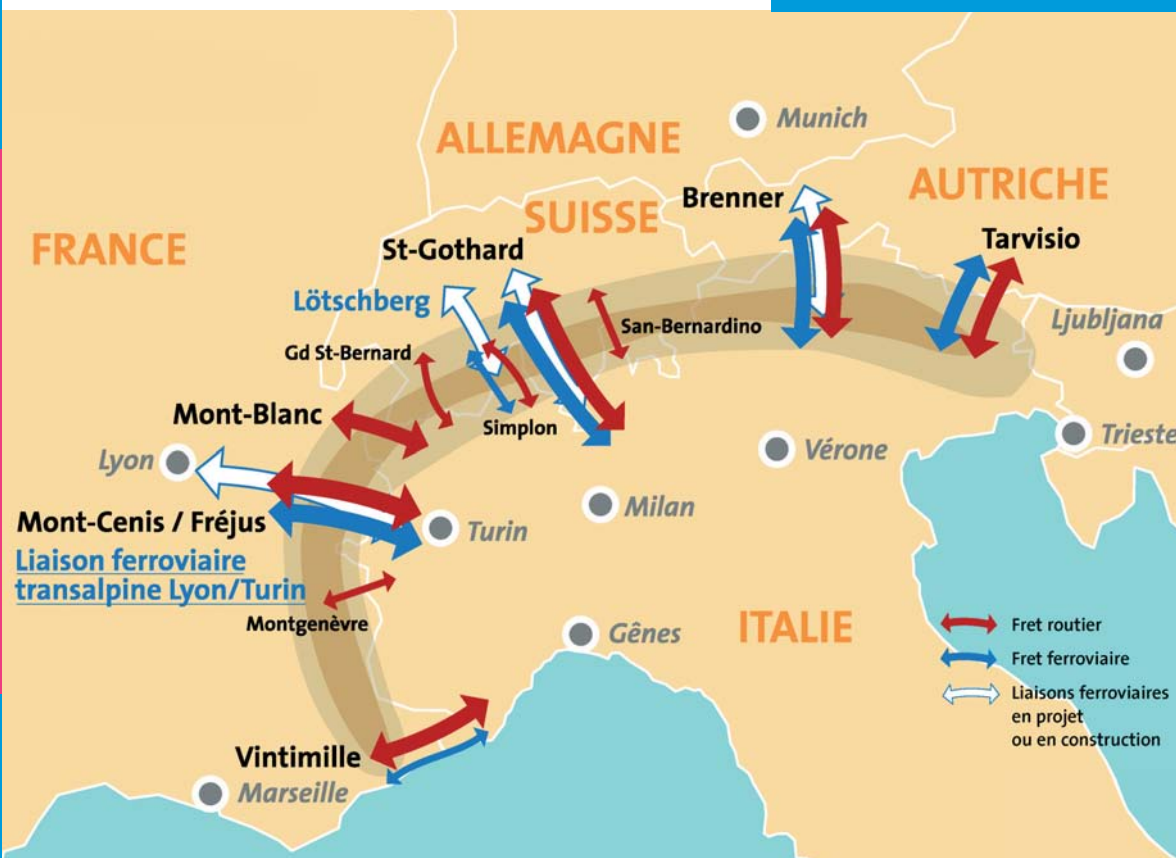 Munich
ALLEMAGNE
AUTRICHE
Brenner
SUISSE
FRANCE
Tarvisio
St-Gothard
Lötschberg
San-Bernardino
Ljubljana
Gd St-Bernard
Mont-Blanc
Simplon
Trieste
Vérone
Lyon
Milan
Mont-Cenis / Fréjus
Turin
Liaison ferroviaire
transalpine Lyon/Turin
Montgenèvre
Gênes
ITALIE
Fret routier
Fret ferroviaire
Liaisons ferroviaires
en projet
ou en construction
Vintimille
Marseille